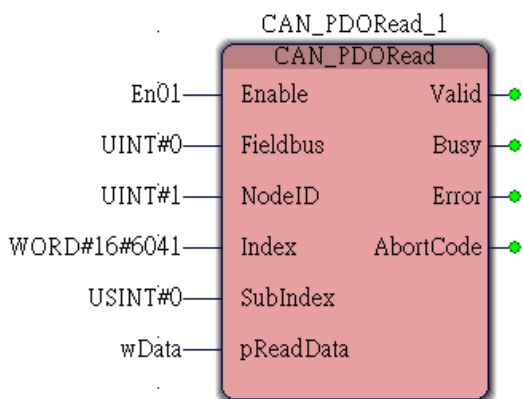 CAN_PDORead_1
CAN_PDORead
En01 Enable Valid
UINT#0 Fieldbus Busy
UINT#1 NodeID Error
WORD#16#6041 Index AbortCode
USINT#0 SubIndex
wData pReadData